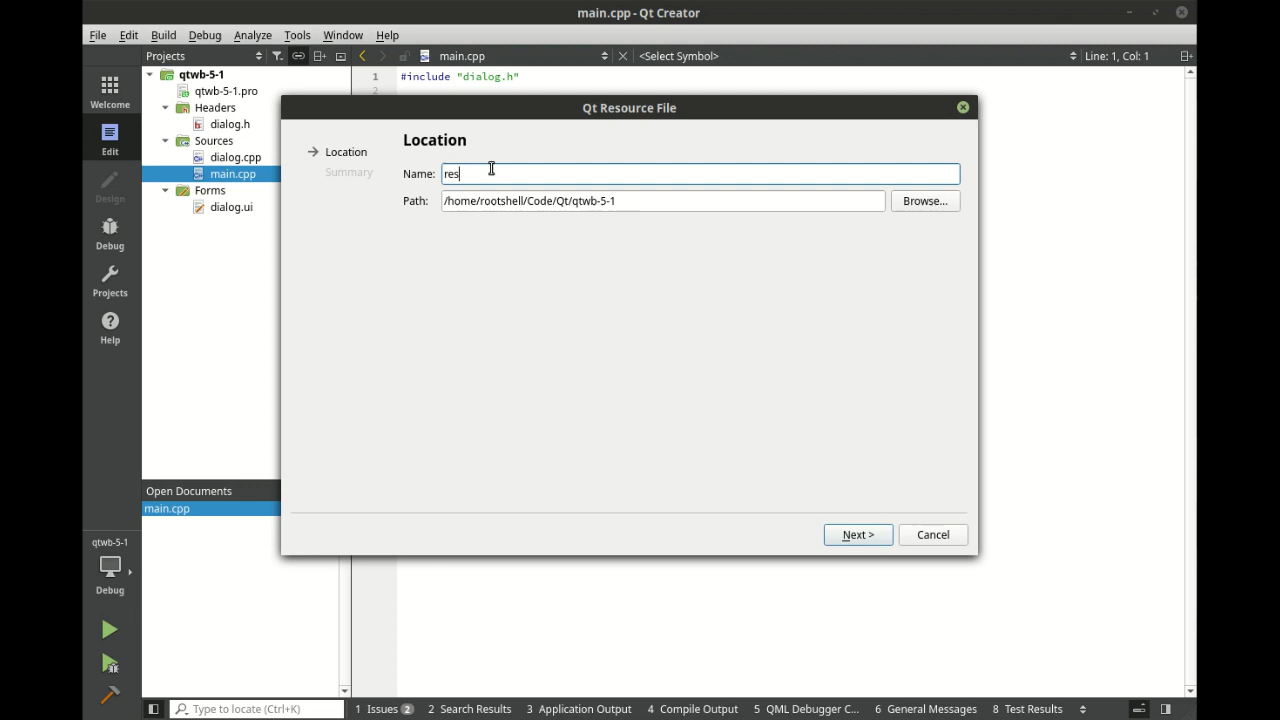 main.cpp - Qt Creator
File Edit Build Debug Analyze Tools Window Help
Projects main.cpp <Select Symbol> Line: 1, Col: 1
Welcome
Edit
Design
Debug
Projects
Help
qtwb-5-1
Debug
qtwb-5-1
qtwb-5-1.pro
Headers
dialog.h
Sources
dialog.cpp
main.cpp
Forms
dialog.ui
Open Documents
main.cpp
1 #include "dialog.h"
2
Qt Resource File
Location
Summary
Location
Name: res
Path: /home/rootshell/Code/Qt/qtwb-5-1 Browse...
Next > Cancel
Type to locate (Ctrl+K) 1 Issues 2 2 Search Results 3 Application Output 4 Compile Output 5 QML Debugger C... 6 General Messages 8 Test Results